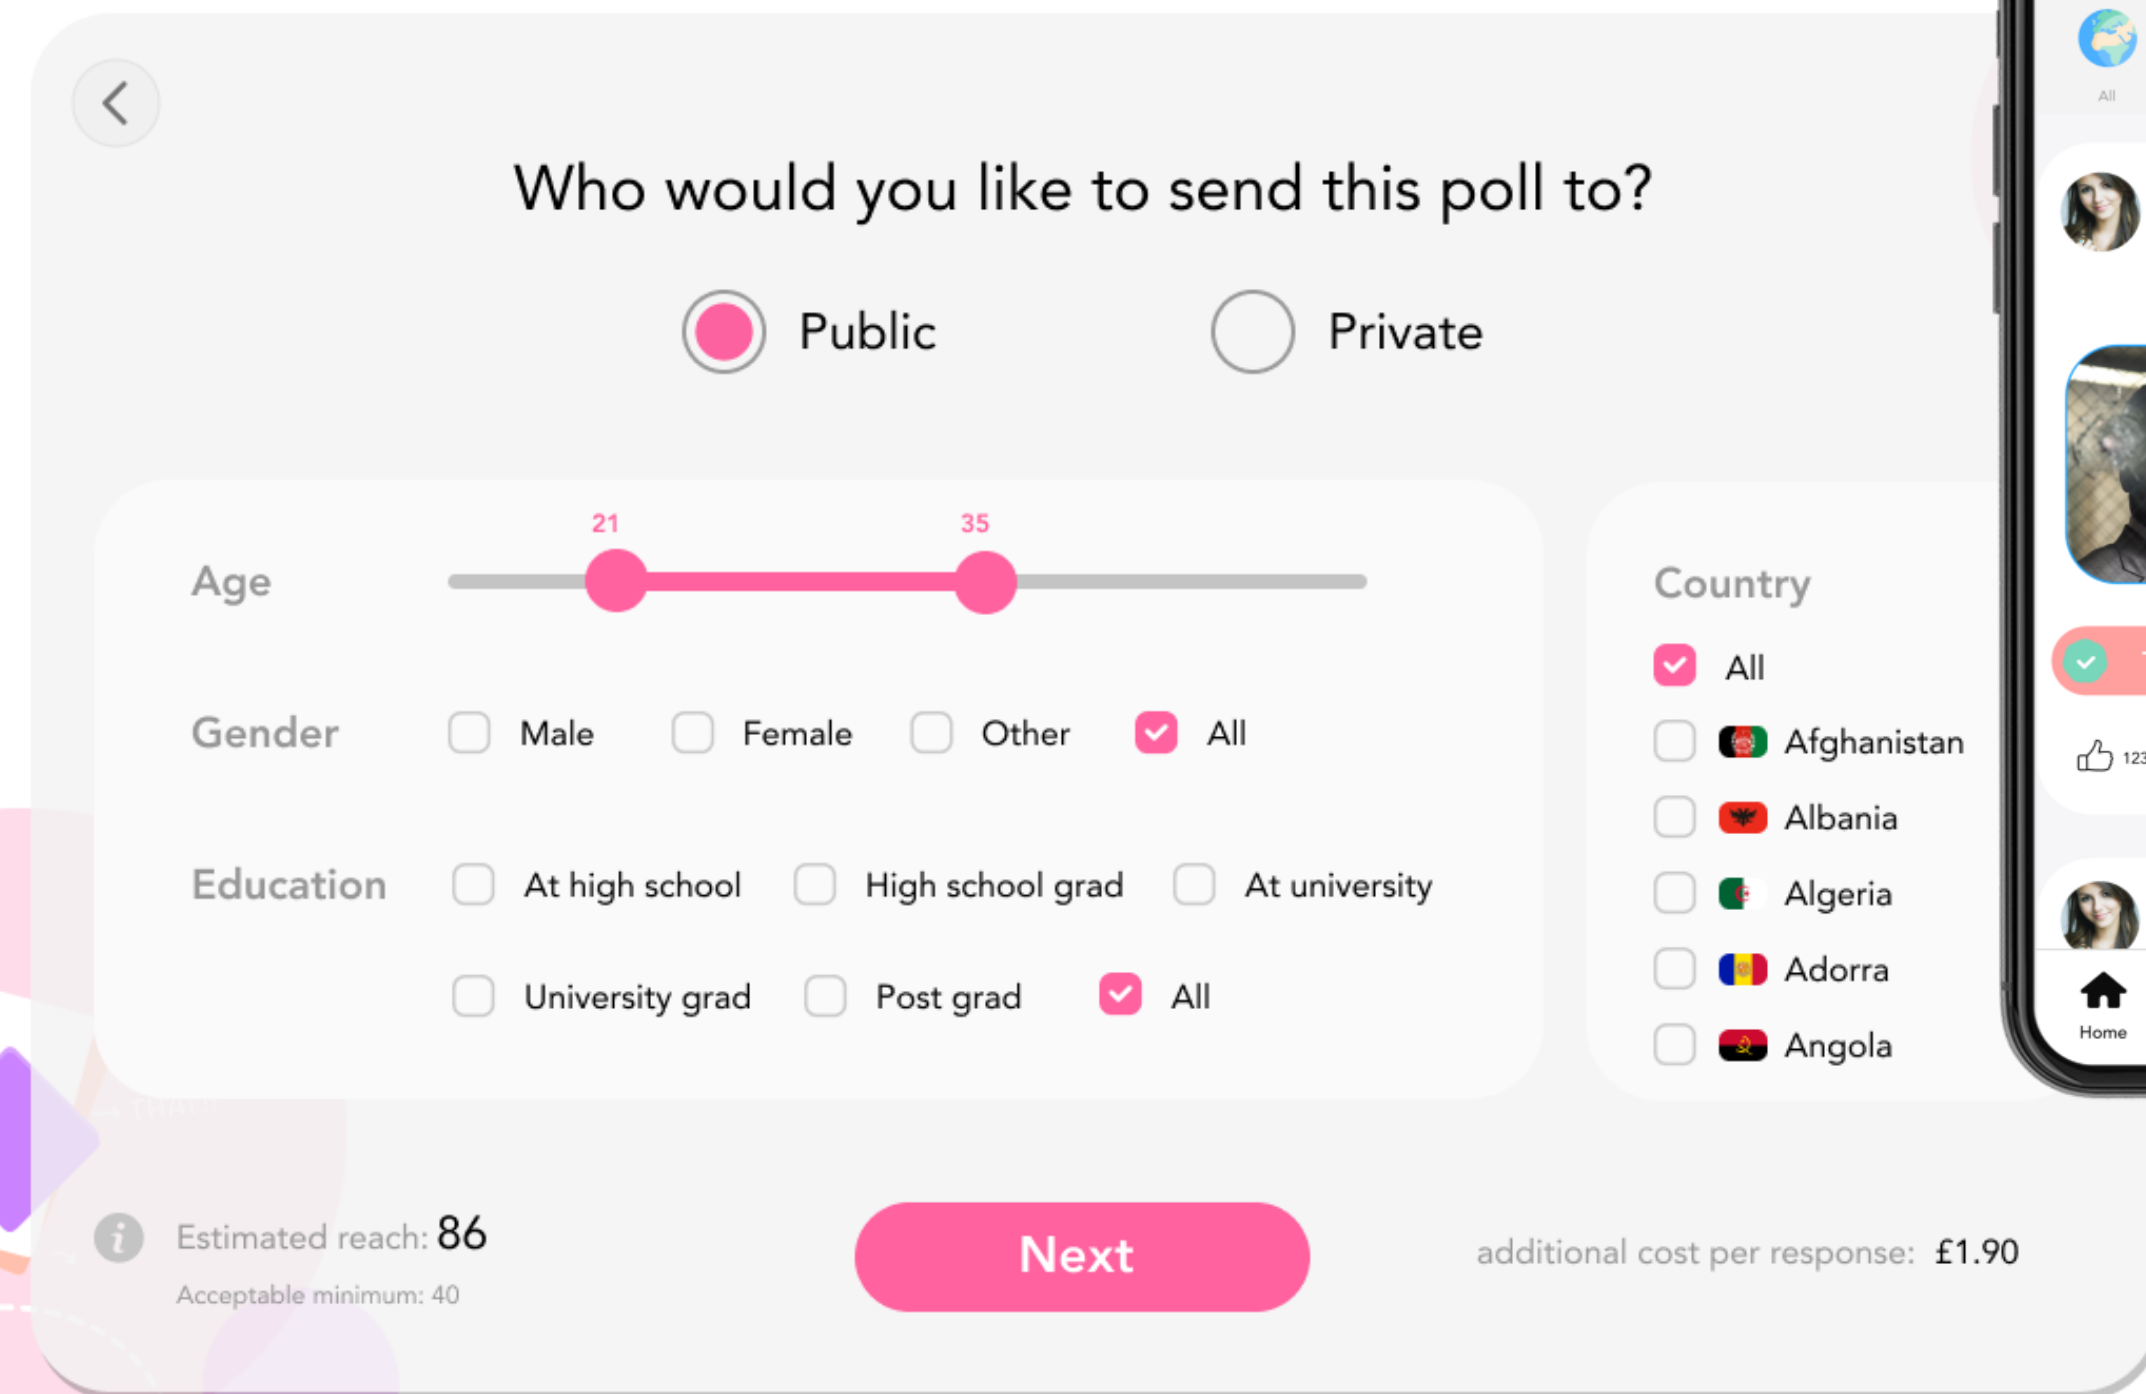 All
Who would you like to send this poll to?
Public
Private
21
35
Age
Gender
Male
Female
Other
All
Education
At high school
High school grad
At university
University grad
Post grad
All
Country
All
Afghanistan
Albania
Algeria
Adorra
Angola
123
Home
Estimated reach: 86
Acceptable minimum: 40
Next
additional cost per response: £1.90